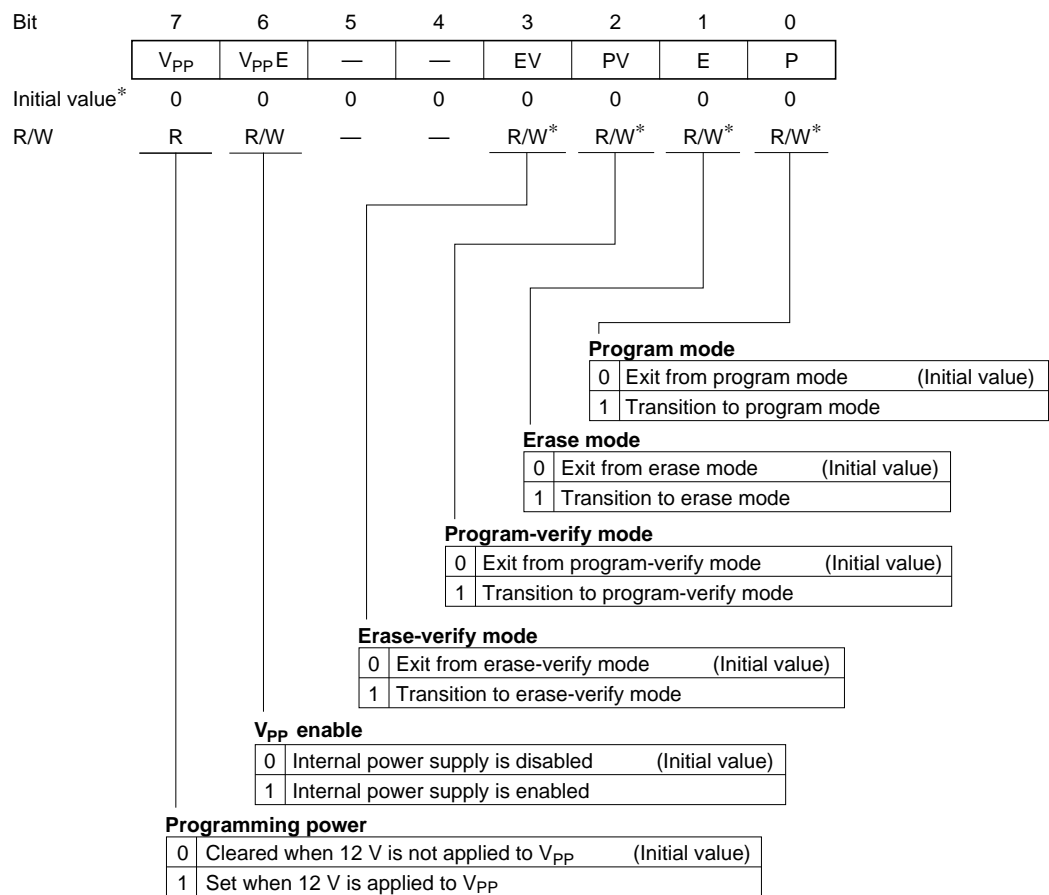 Bit 7 6 5 4 3 2 1 0
V_PP V_PP E — — EV PV E P
Initial value* 0 0 0 0 0 0 0 0
R/W R R/W — — R/W* R/W* R/W* R/W*
Program mode
0 Exit from program mode (Initial value)
1 Transition to program mode
Erase mode
0 Exit from erase mode (Initial value)
1 Transition to erase mode
Program-verify mode
0 Exit from program-verify mode (Initial value)
1 Transition to program-verify mode
Erase-verify mode
0 Exit from erase-verify mode (Initial value)
1 Transition to erase-verify mode
V_PP enable
0 Internal power supply is disabled (Initial value)
1 Internal power supply is enabled
Programming power
0 Cleared when 12 V is not applied to V_PP (Initial value)
1 Set when 12 V is applied to V_PP